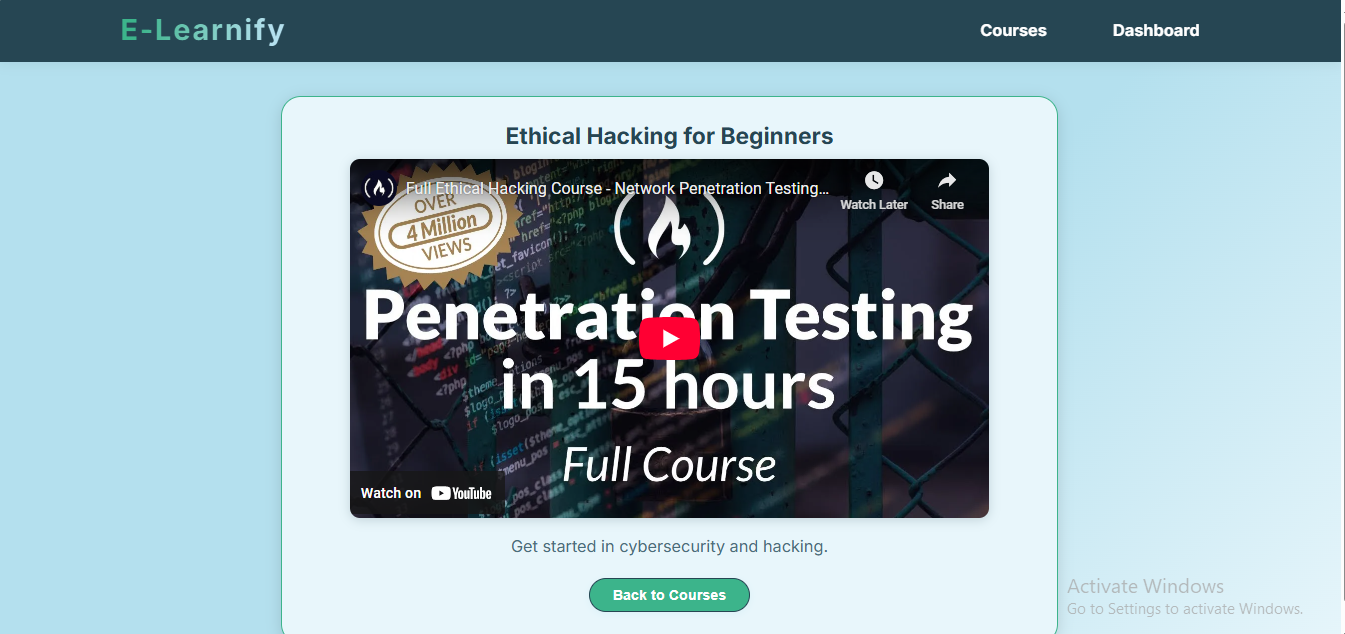 E-Learnify
Courses
Dashboard
Ethical Hacking for Beginners
Full Ethical Hacking Course - Network Penetration Testing...
Watch Later
Share
OVER
4 Million
VIEWS
Penetration Testing
in 15 hours
Full Course
Watch on YouTube
Get started in cybersecurity and hacking.
Back to Courses
Activate Windows
Go to Settings to activate Windows.